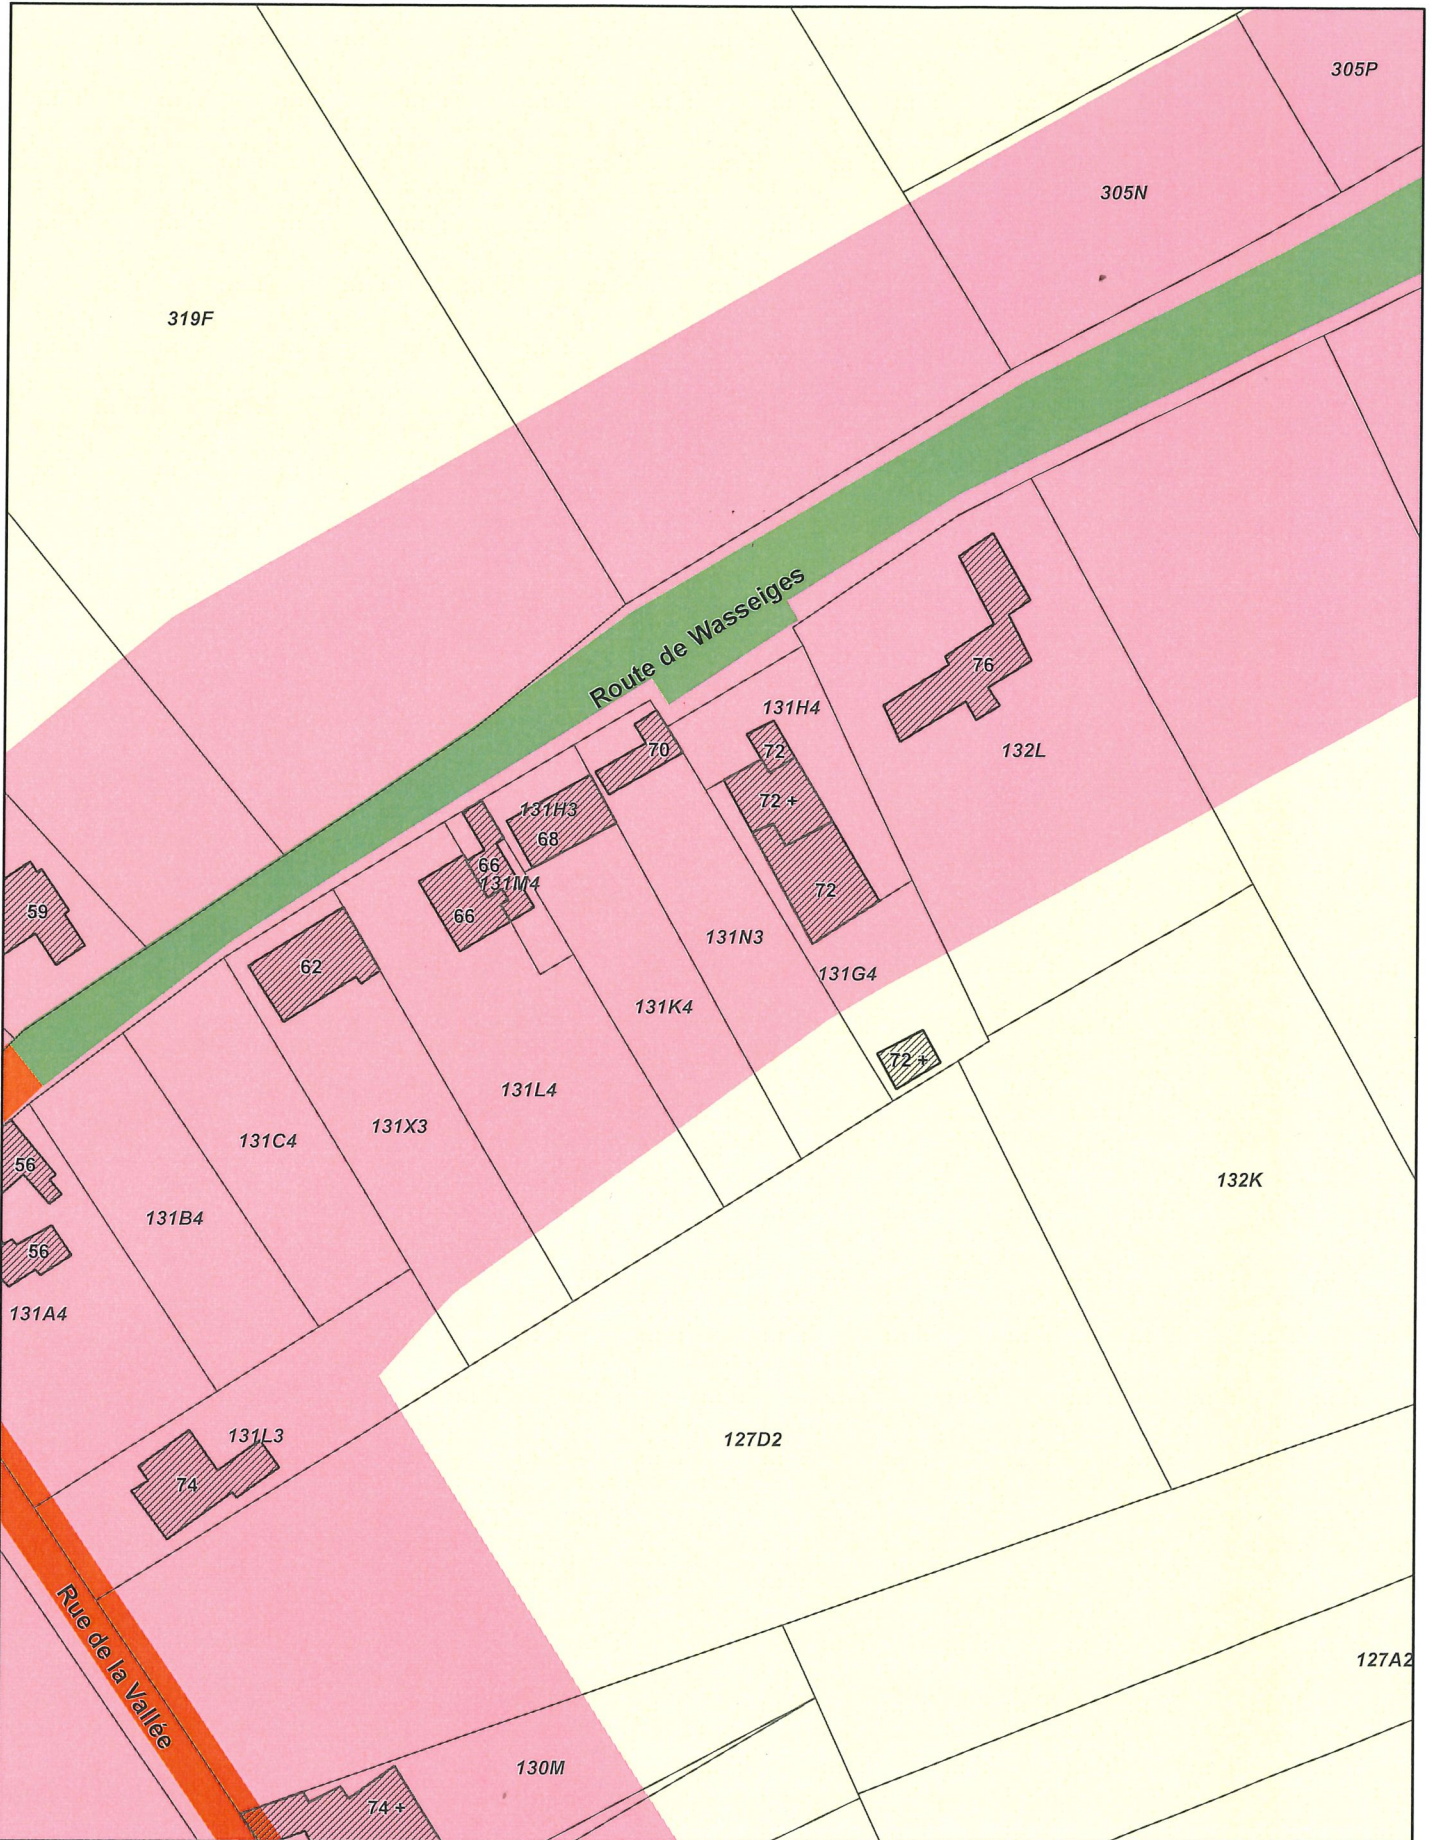 305P
305N
319F
Route de Wasseiges
76
131H4
70
72
132L
72 +
131H3
68
66
131M4
72
59
66
131N3
62
131G4
131K4
72 +
131L4
131X3
131C4
56
132K
131B4
56
131A4
131L3
127D2
74
Rue de la Vallée
127A2
130M
74 +